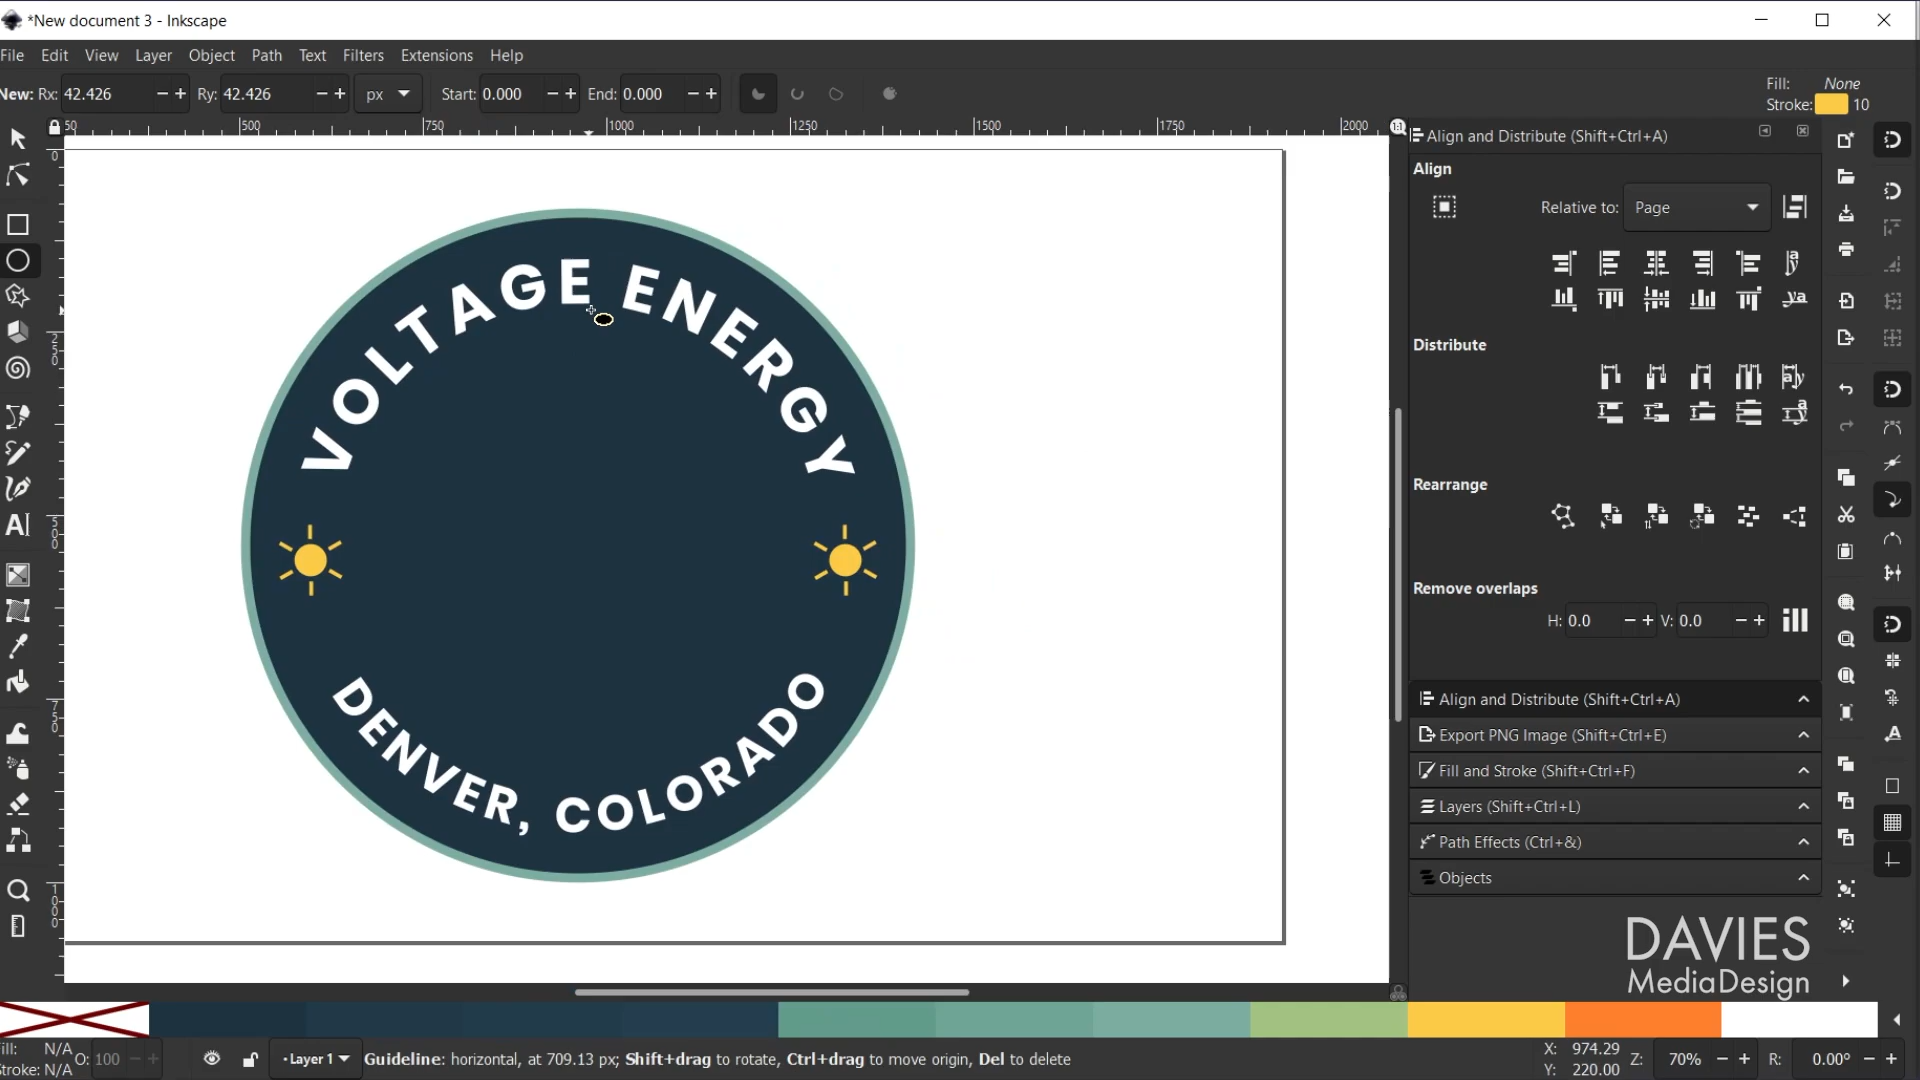 *New document 3 - Inkscape
File Edit View Layer Object Path Text Filters Extensions Help
New: Rx: 42.426 Ry: 42.426 px Start: 0.000 End: 0.000
Fill: None
Stroke: 10
500 750 1000 1250 1500 1750 2000
Align and Distribute (Shift+Ctrl+A)
Align
Relative to: Page
Distribute
Rearrange
Remove overlaps
H: 0.0 V: 0.0
Align and Distribute (Shift+Ctrl+A)
Export PNG Image (Shift+Ctrl+E)
Fill and Stroke (Shift+Ctrl+F)
Layers (Shift+Ctrl+L)
Path Effects (Ctrl+&)
Objects
VOLTAGE ENERGY
DENVER, COLORADO
DAVIES
MediaDesign
N/A O: 100
Stroke: N/A
Layer 1
Guideline: horizontal, at 709.13 px; Shift+drag to rotate, Ctrl+drag to move origin, Del to delete
X: 974.29
Y: 220.00
Z: 70% R: 0.00°